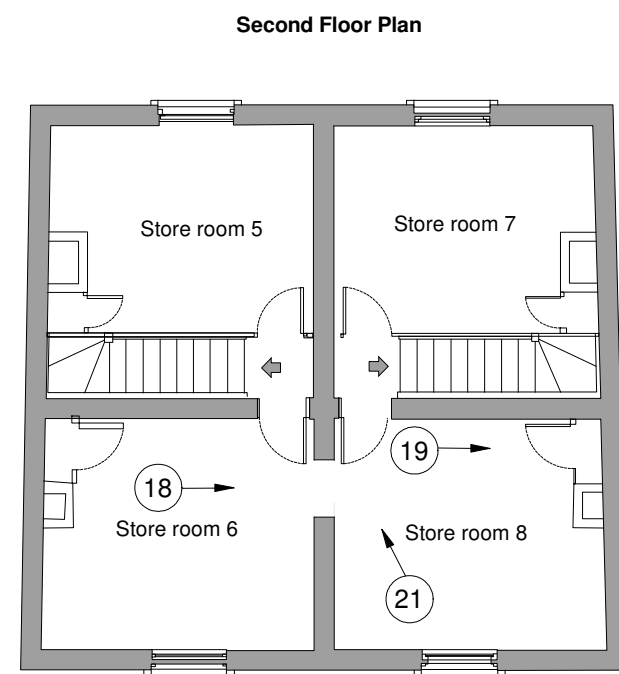 Second Floor Plan
Store room 5
Store room 7
19
18
Store room 6
Store room 8
21